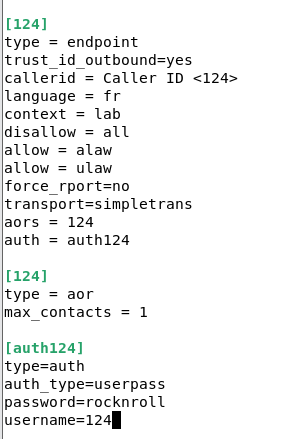 [124]
type = endpoint
trust_id_outbound=yes
callerid = Caller ID <124>
language = fr
context = lab
disallow = all
allow = alaw
allow = ulaw
force_rport=no
transport=simpletrans
aors = 124
auth = auth124
[124]
type = aor
max_contacts = 1
[auth124]
type=auth
auth_type=userpass
password=rocknroll
username=124